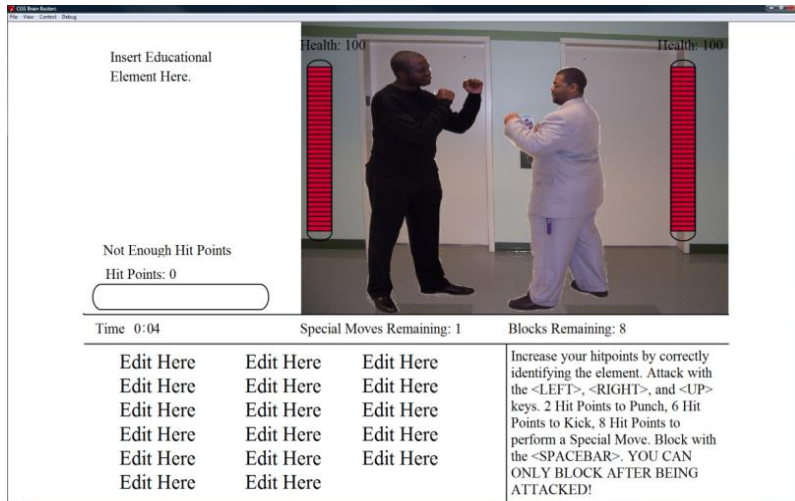 COG Brain Busters
File View Control Debug
Insert Educational
Element Here.
Health: 100
Health: 100
Not Enough Hit Points
Hit Points: 0
Time 0:04
Special Moves Remaining: 1
Blocks Remaining: 8
Edit Here Edit Here Edit Here
Edit Here Edit Here Edit Here
Edit Here Edit Here Edit Here
Edit Here Edit Here Edit Here
Edit Here Edit Here Edit Here
Edit Here Edit Here
Increase your hitpoints by correctly
identifying the element. Attack with
the <LEFT>, <RIGHT>, and <UP>
keys. 2 Hit Points to Punch, 6 Hit
Points to Kick, 8 Hit Points to
perform a Special Move. Block with
the <SPACEBAR>. YOU CAN
ONLY BLOCK AFTER BEING
ATTACKED!